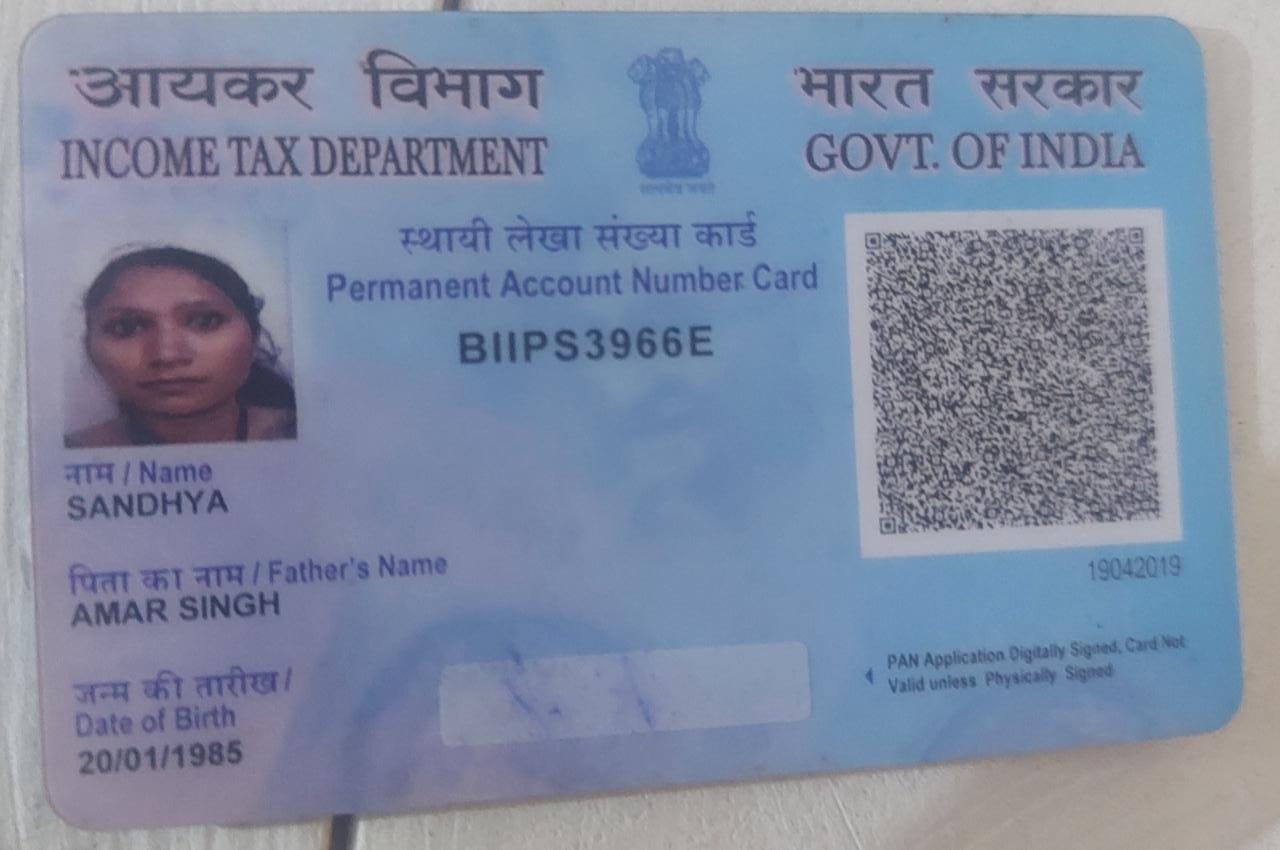 आयकर विभाग
INCOME TAX DEPARTMENT
भारत सरकार
GOVT. OF INDIA
सत्यमेव जयते
स्थायी लेखा संख्या कार्ड
Permanent Account Number Card
BIIPS3966E
नाम / Name
SANDHYA
पिता का नाम / Father's Name
AMAR SINGH
जन्म की तारीख /
Date of Birth
20/01/1985
19042019
PAN Application Digitally Signed, Card Not
Valid unless Physically Signed